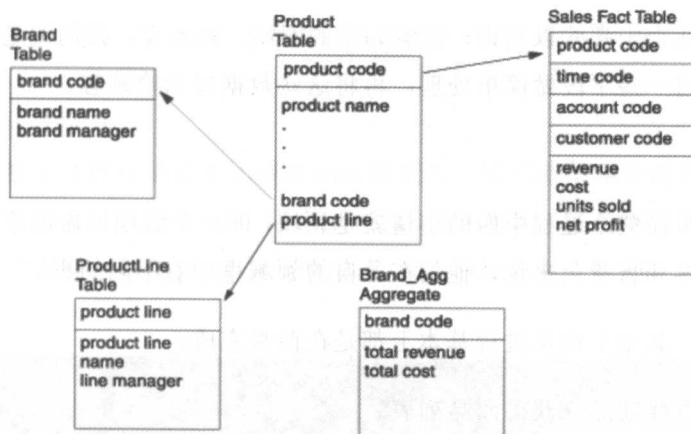 Brand
Table
brand code
brand name
brand manager
Product
Table
product code
product name
.
.
.
.
brand code
product line
Sales Fact Table
product code
time code
account code
customer code
revenue
cost
units sold
net profit
ProductLine
Table
product line
product line
name
line manager
Brand_Agg
Aggregate
brand code
total revenue
total cost